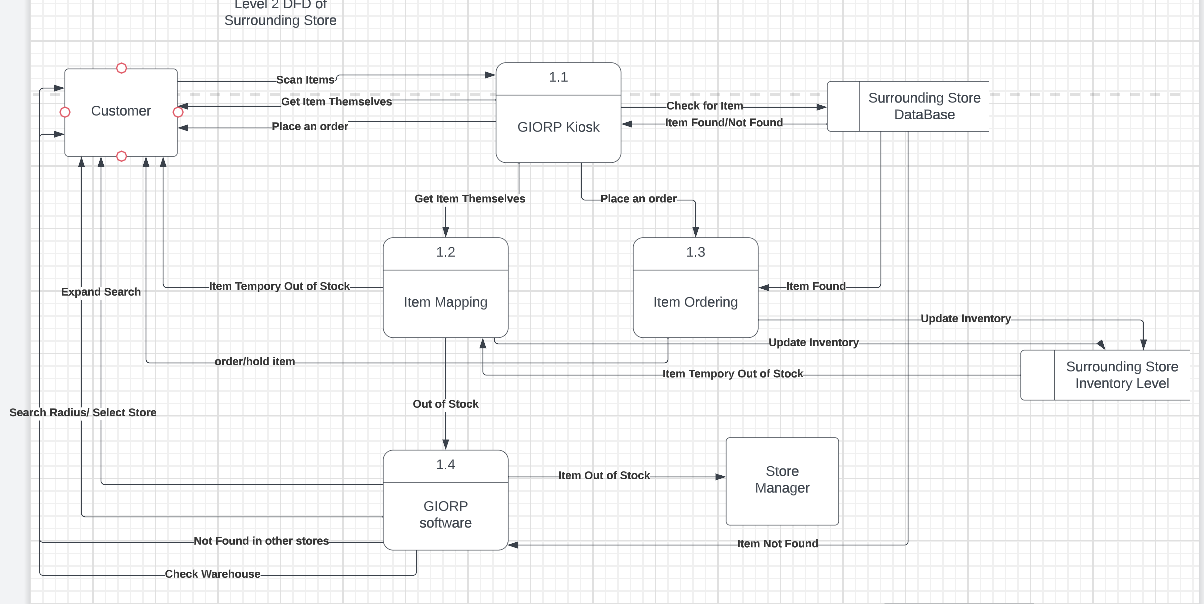 Level 2 DFD of
Surrounding Store
Scan Items
1.1
Customer
Get Item Themselves
Check for Item
Surrounding Store
DataBase
Place an order
GIORP Kiosk
Item Found/Not Found
Get Item Themselves
Place an order
1.2
1.3
Expand Search
Item Tempory Out of Stock
Item Mapping
Item Ordering
Item Found
Update Inventory
Update Inventory
order/hold item
Item Tempory Out of Stock
Surrounding Store
Inventory Level
Search Radius/ Select Store
Out of Stock
1.4
Item Out of Stock
Store
Manager
GIORP
software
Not Found in other stores
Item Not Found
Check Warehouse